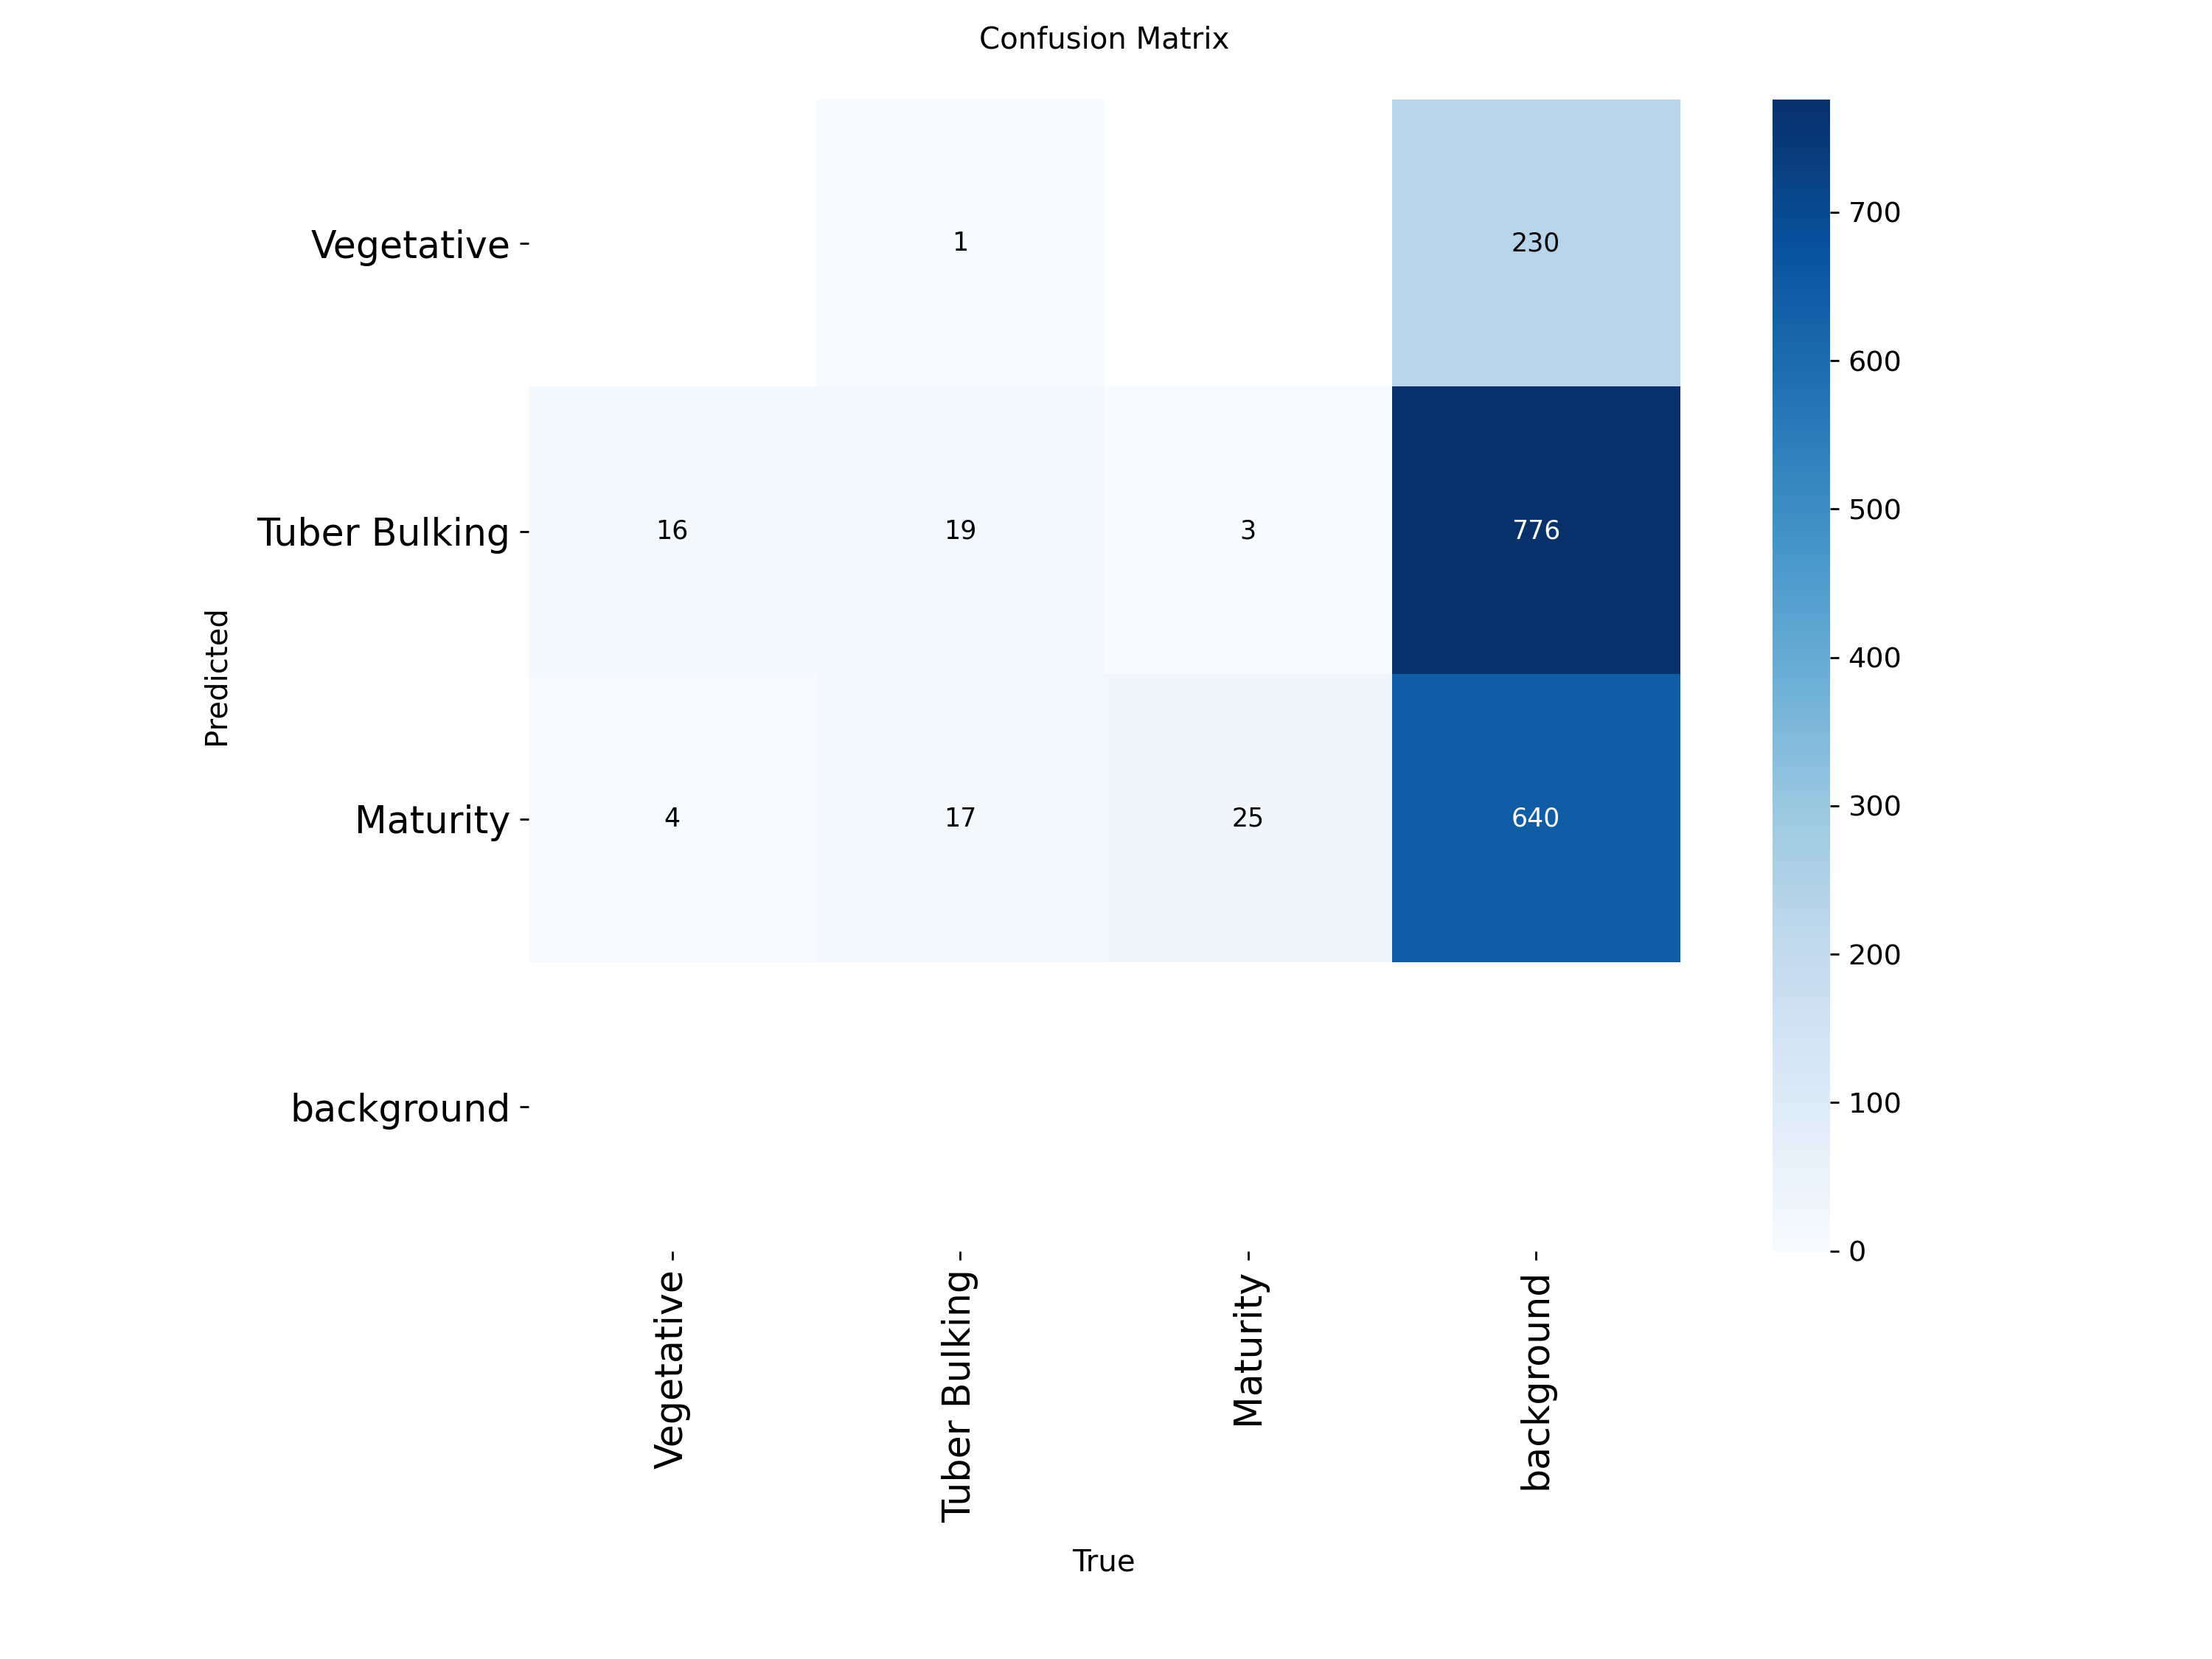 Confusion Matrix
Vegetative
1
230
700
600
Tuber Bulking
16
19
3
776
500
400
Predicted
Maturity
4
17
25
640
300
200
background
100
0
Vegetative
Tuber Bulking
Maturity
background
True